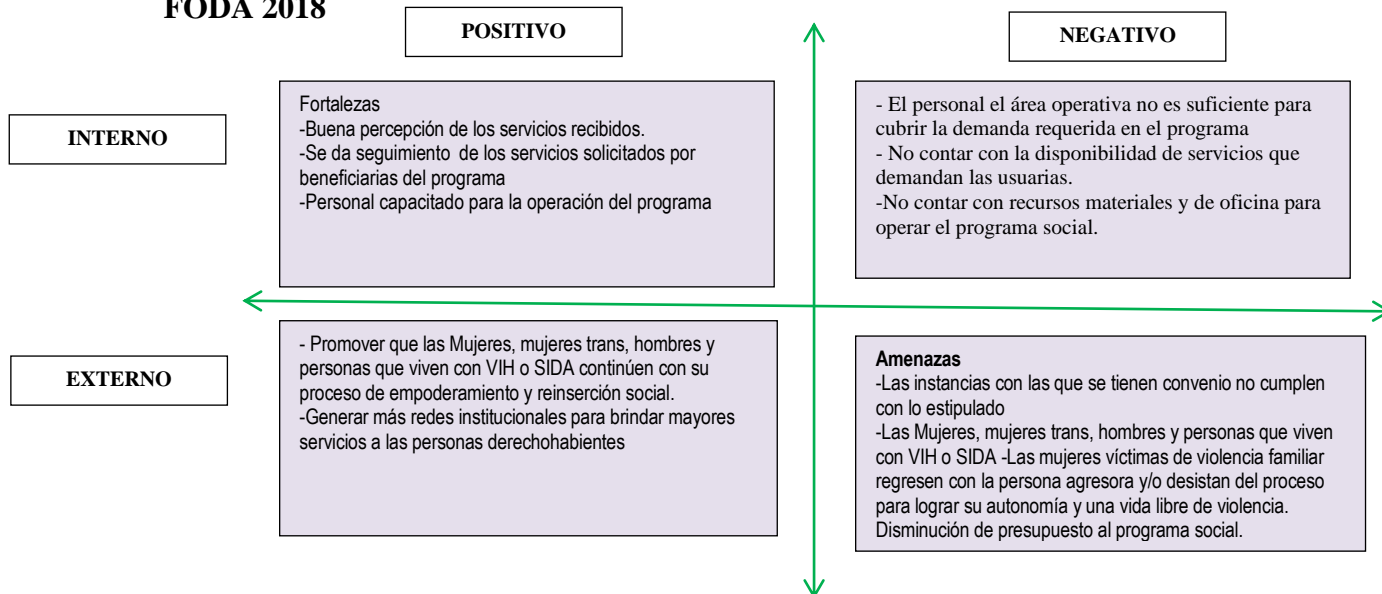 FODA 2018
POSITIVO
NEGATIVO
INTERNO
Fortalezas
-Buena percepción de los servicios recibidos.
-Se da seguimiento de los servicios solicitados por
beneficiarias del programa
-Personal capacitado para la operación del programa
- El personal el área operativa no es suficiente para
cubrir la demanda requerida en el programa
- No contar con la disponibilidad de servicios que
demandan las usuarias.
-No contar con recursos materiales y de oficina para
operar el programa social.
EXTERNO
- Promover que las Mujeres, mujeres trans, hombres y
personas que viven con VIH o SIDA continúen con su
proceso de empoderamiento y reinserción social.
-Generar más redes institucionales para brindar mayores
servicios a las personas derechohabientes
Amenazas
-Las instancias con las que se tienen convenio no cumplen
con lo estipulado
-Las Mujeres, mujeres trans, hombres y personas que viven
con VIH o SIDA -Las mujeres víctimas de violencia familiar
regresen con la persona agresora y/o desistan del proceso
para lograr su autonomía y una vida libre de violencia.
Disminución de presupuesto al programa social.